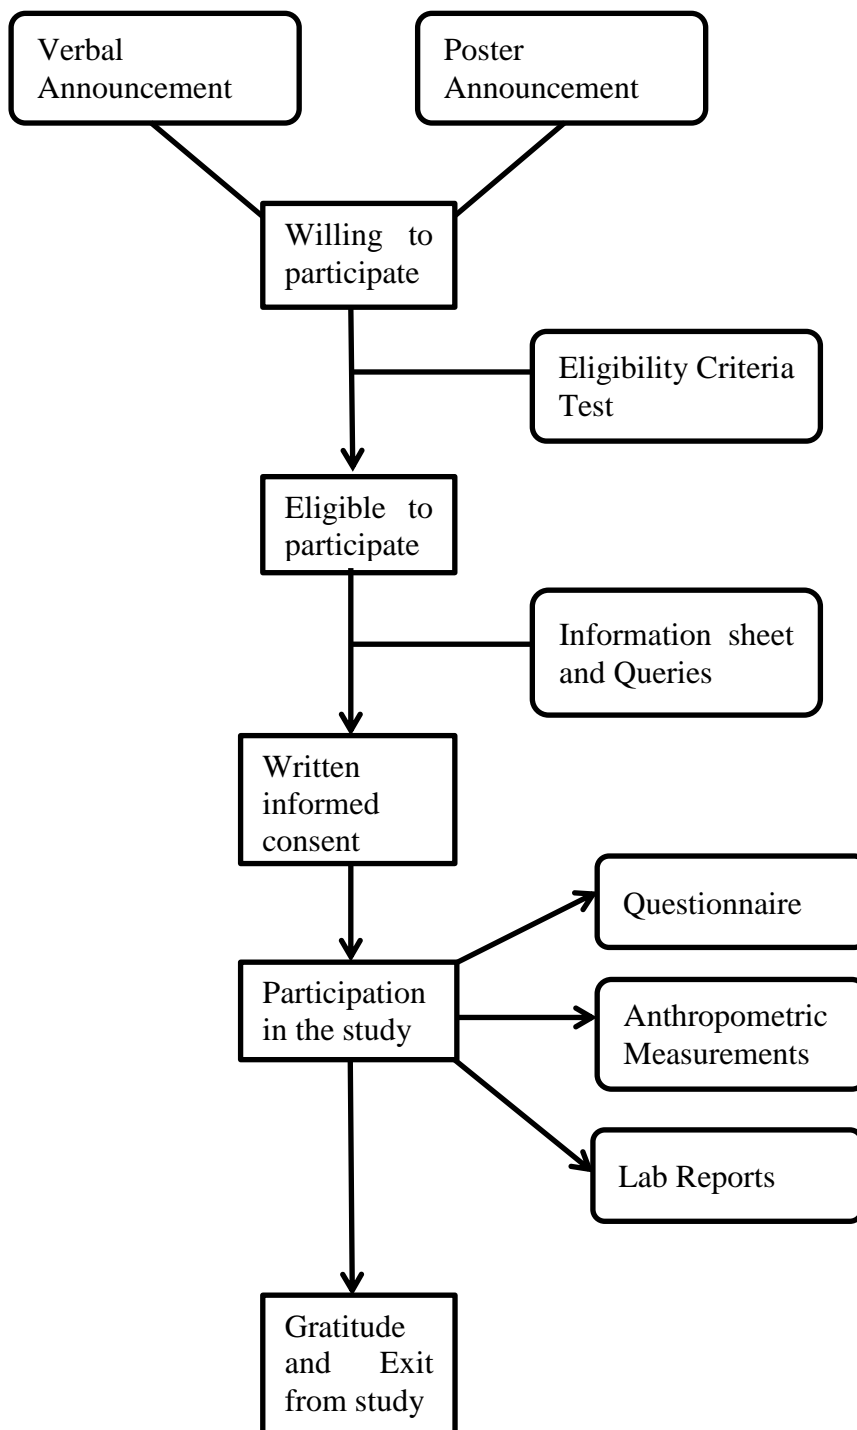 Verbal
Announcement
Poster
Announcement
Willing to
participate
Eligibility Criteria
Test
Eligible to
participate
Information sheet
and Queries
Written
informed
consent
Questionnaire
Participation
in the study
Anthropometric
Measurements
Lab Reports
Gratitude
and Exit
from study